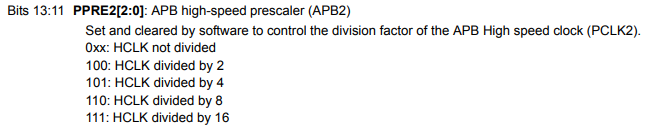 Bits 13:11 PPRE2[2:0]: APB high-speed prescaler (APB2)
Set and cleared by software to control the division factor of the APB High speed clock (PCLK2).
0xx: HCLK not divided
100: HCLK divided by 2
101: HCLK divided by 4
110: HCLK divided by 8
111: HCLK divided by 16